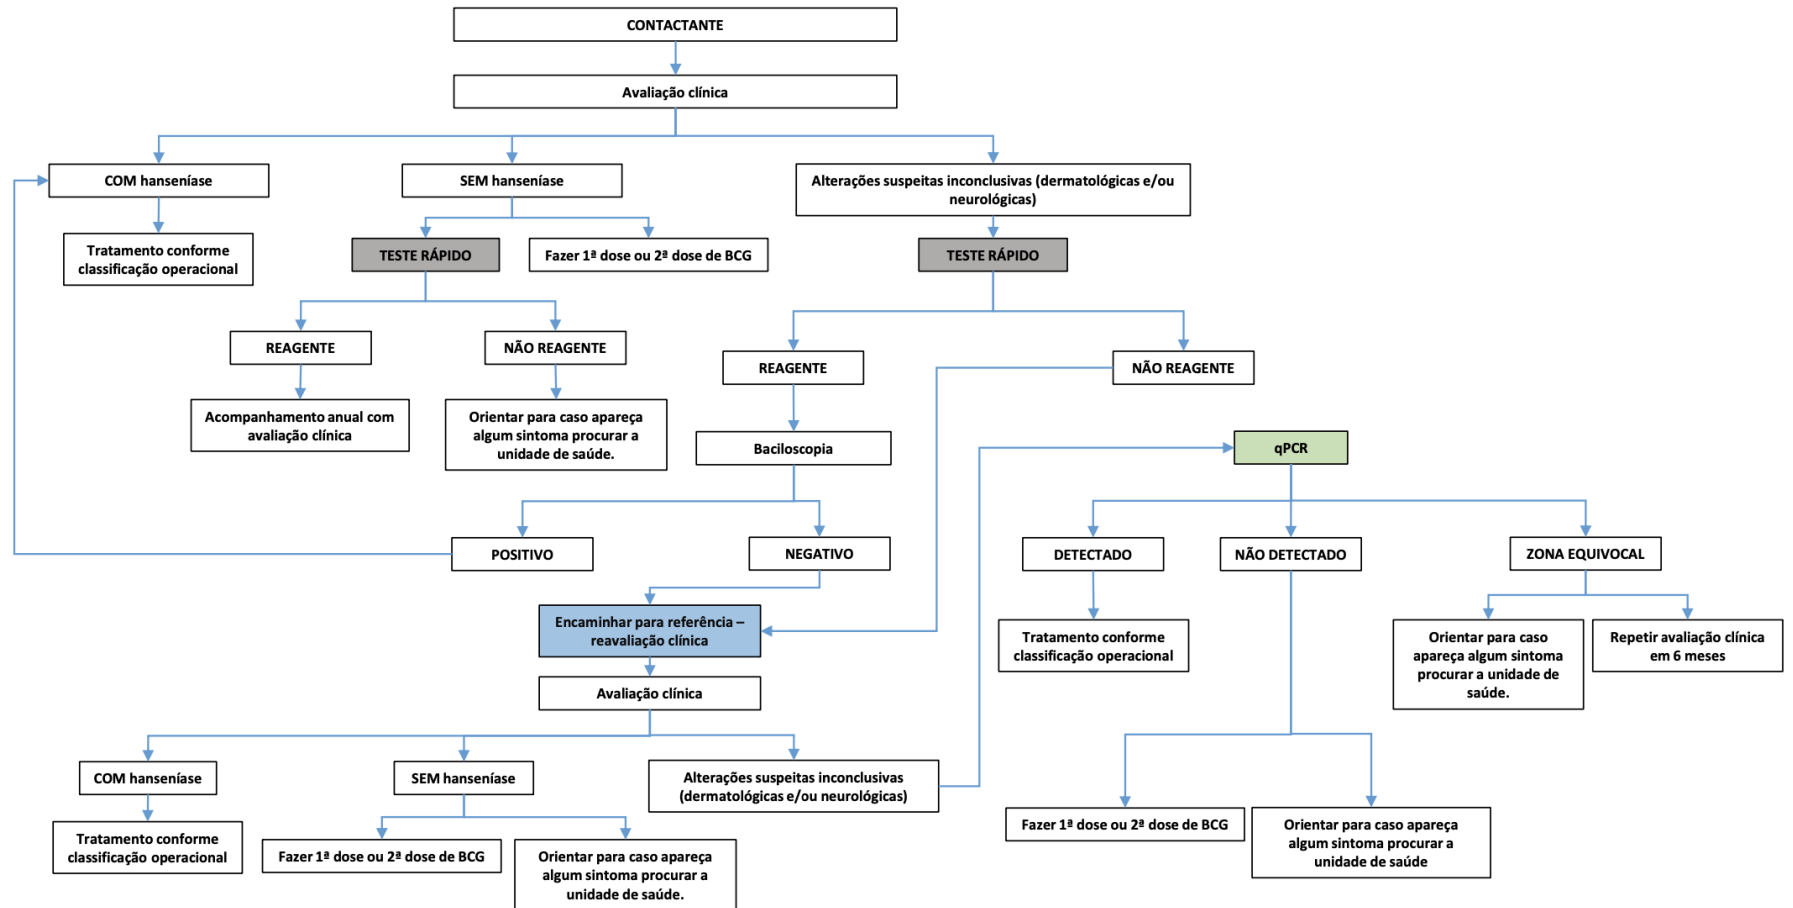 CONTACTANTE
Avaliação clínica
COM hanseníase
SEM hanseníase
Alterações suspeitas inconclusivas (dermatológicas e/ou
neurológicas)
Tratamento conforme
classificação operacional
TESTE RÁPIDO
Fazer 1ª dose ou 2ª dose de BCG
TESTE RÁPIDO
REAGENTE
NÃO REAGENTE
REAGENTE
NÃO REAGENTE
Acompanhamento anual com
avaliação clínica
Orientar para caso apareça
algum sintoma procurar a
unidade de saúde.
Baciloscopia
qPCR
POSITIVO
NEGATIVO
DETECTADO
NÃO DETECTADO
ZONA EQUIVOCAL
Encaminhar para referência –
reavaliação clínica
Tratamento conforme
classificação operacional
Orientar para caso
apareça algum sintoma
procurar a unidade de
saúde.
Repetir avaliação clínica
em 6 meses
Avaliação clínica
COM hanseníase
SEM hanseníase
Alterações suspeitas inconclusivas
(dermatológicas e/ou neurológicas)
Tratamento conforme
classificação operacional
Fazer 1ª dose ou 2ª dose de BCG
Orientar para caso apareça
algum sintoma procurar a
unidade de saúde.
Fazer 1ª dose ou 2ª dose de BCG
Orientar para caso apareça
algum sintoma procurar a
unidade de saúde